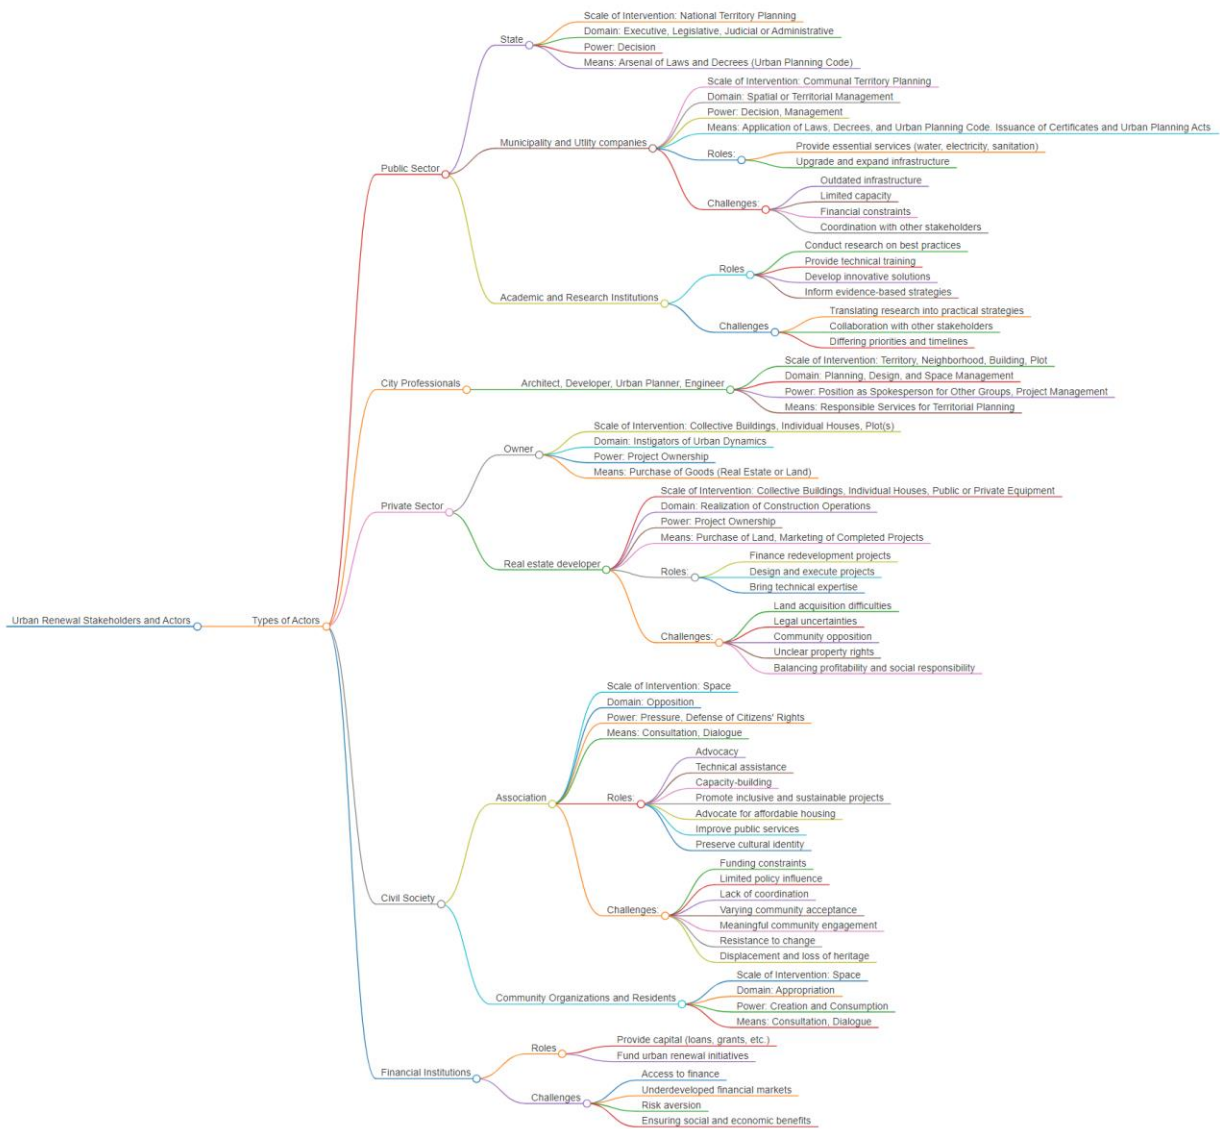 Urban Renewal Stakeholders and Actors
Types of Actors
Public Sector
State
Scale of Intervention: National Territory Planning
Domain: Executive, Legislative, Judicial or Administrative
Power: Decision
Means: Arsenal of Laws and Decrees (Urban Planning Code)
Municipality and Utlity companies
Scale of Intervention: Communal Territory Planning
Domain: Spatial or Territorial Management
Power: Decision, Management
Means: Application of Laws, Decrees, and Urban Planning Code. Issuance of Certificates and Urban Planning Acts
Roles:
Provide essential services (water, electricity, sanitation)
Upgrade and expand infrastructure
Challenges:
Outdated infrastructure
Limited capacity
Financial constraints
Coordination with other stakeholders
Academic and Research Institutions
Roles
Conduct research on best practices
Provide technical training
Develop innovative solutions
Inform evidence-based strategies
Challenges
Translating research into practical strategies
Collaboration with other stakeholders
Differing priorities and timelines
City Professionals
Architect, Developer, Urban Planner, Engineer
Scale of Intervention: Territory, Neighborhood, Building, Plot
Domain: Planning, Design, and Space Management
Power: Position as Spokesperson for Other Groups, Project Management
Means: Responsible Services for Territorial Planning
Private Sector
Owner
Scale of Intervention: Collective Buildings, Individual Houses, Plot(s)
Domain: Instigators of Urban Dynamics
Power: Project Ownership
Means: Purchase of Goods (Real Estate or Land)
Real estate developer
Scale of Intervention: Collective Buildings, Individual Houses, Public or Private Equipment
Domain: Realization of Construction Operations
Power: Project Ownership
Means: Purchase of Land, Marketing of Completed Projects
Roles:
Finance redevelopment projects
Design and execute projects
Bring technical expertise
Challenges:
Land acquisition difficulties
Legal uncertainties
Community opposition
Unclear property rights
Balancing profitability and social responsibility
Civil Society
Association
Scale of Intervention: Space
Domain: Opposition
Power: Pressure, Defense of Citizens' Rights
Means: Consultation, Dialogue
Roles:
Advocacy
Technical assistance
Capacity-building
Promote inclusive and sustainable projects
Advocate for affordable housing
Improve public services
Preserve cultural identity
Challenges:
Funding constraints
Limited policy influence
Lack of coordination
Varying community acceptance
Meaningful community engagement
Resistance to change
Displacement and loss of heritage
Community Organizations and Residents
Scale of Intervention: Space
Domain: Appropriation
Power: Creation and Consumption
Means: Consultation, Dialogue
Financial Institutions
Roles
Provide capital (loans, grants, etc.)
Fund urban renewal initiatives
Challenges
Access to finance
Underdeveloped financial markets
Risk aversion
Ensuring social and economic benefits